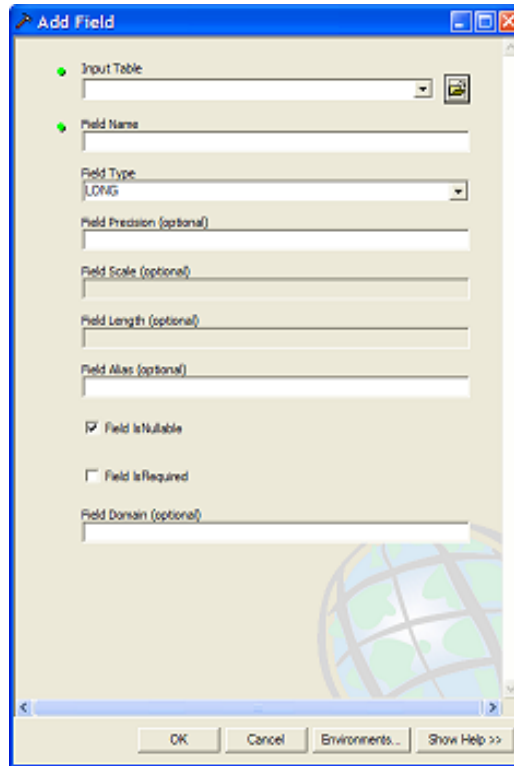 Add Field
Input Table
Field Name
Field Type
LONG
Field Precision (optional)
Field Scale (optional)
Field Length (optional)
Field Alias (optional)
Field IsNullable
Field IsRequired
Field Domain (optional)
OK Cancel Environments... Show Help >>